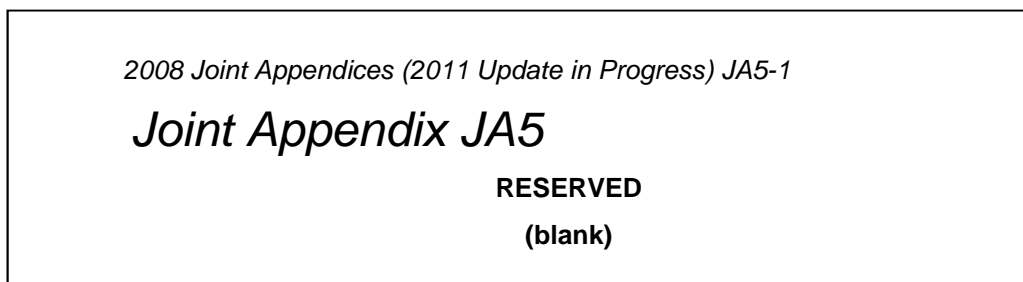 2008 Joint Appendices (2011 Update in Progress) JA5-1
Joint Appendix JA5
RESERVED
(blank)